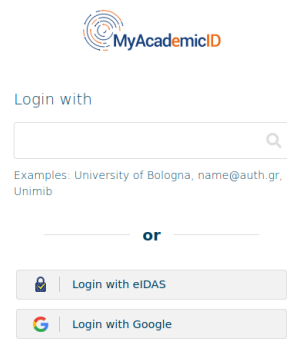 MyAcademicID
Login with
Examples: University of Bologna, name@auth.gr,
Unimib
or
Login with eIDAS
Login with Google